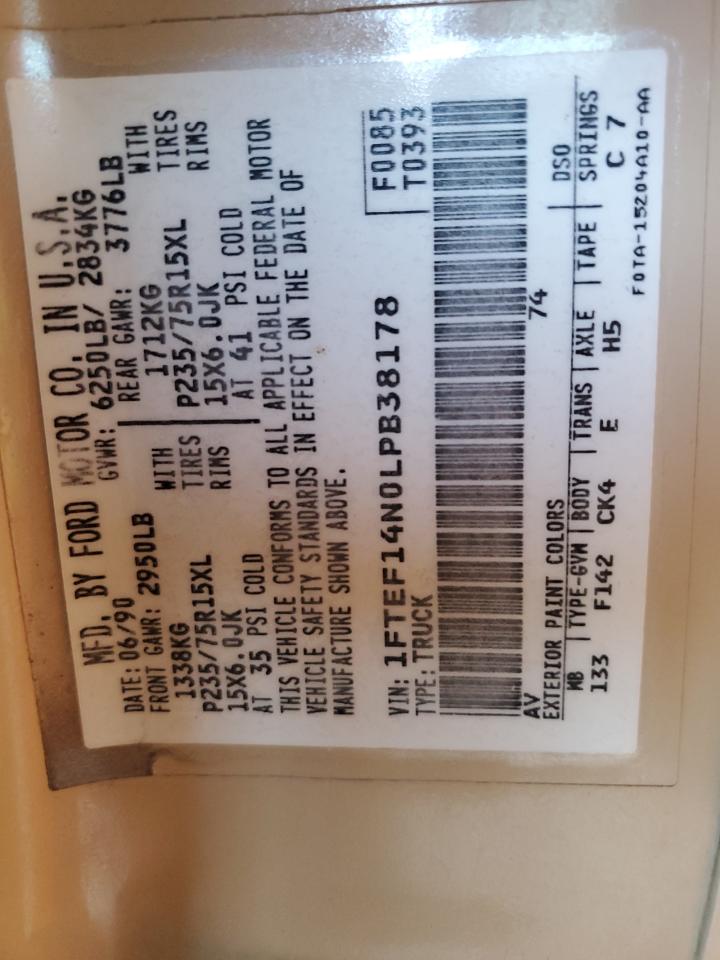 MFD. BY FORD MOTOR CO. IN U.S.A.
DATE: 06/90 GVWR: 6250LB/ 2834KG
FRONT GAWR: 2950LB REAR GAWR: 3776LB
1338KG WITH 1712KG WITH
P235/75R15XL TIRES P235/75R15XL TIRES
15X6.0JK RIMS 15X6.0JK RIMS
AT 35 PSI COLD AT 41 PSI COLD
THIS VEHICLE CONFORMS TO ALL APPLICABLE FEDERAL MOTOR
VEHICLE SAFETY STANDARDS IN EFFECT ON THE DATE OF
MANUFACTURE SHOWN ABOVE.
F0085
VIN: 1FTEF14N0LPB38178 T0393
TYPE: TRUCK
AV 74
EXTERIOR PAINT COLORS DSO
WB TYPE-GVW BODY TRANS AXLE TAPE SPRINGS
133 F142 CK4 E H5 C 7
F0TA-15204A10-AA